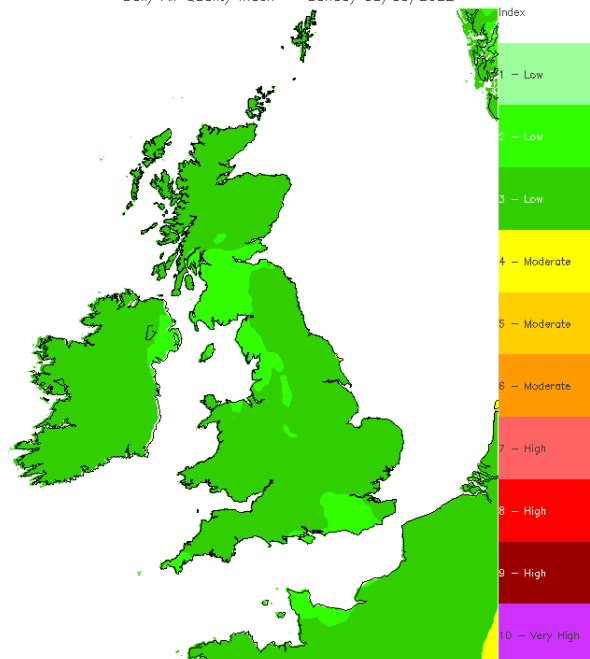 Index
1 - Low
2 - Low
3 - Low
4 - Moderate
5 - Moderate
6 - Moderate
7 - High
8 - High
9 - High
10 - Very High